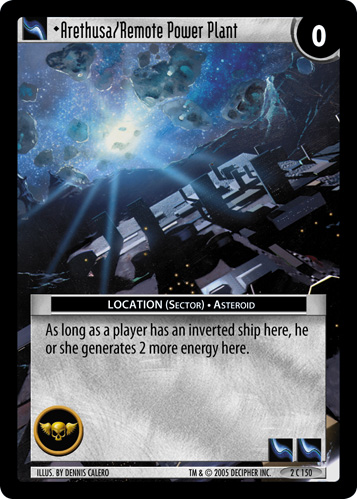 ◆Arethusa/Remote Power Plant
0
LOCATION (SECTOR) • ASTEROID
As long as a player has an inverted ship here, he
or she generates 2 more energy here.
ILLUS. BY DENNIS CALERO
TM & © 2005 DECIPHER INC.
2 C 150